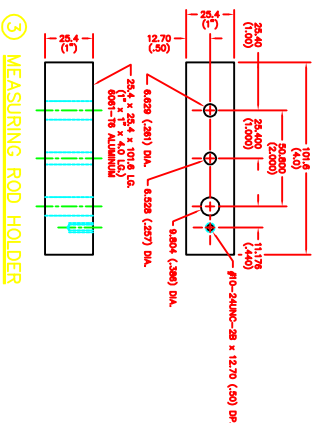 101.6
(4.0)
50.800
(2.000)
25.40
(1.00)
25.400
(1.000)
11.176
(.440)
25.4
(1")
12.70
(.50)
#10-24UNC-2B x 12.70 (.50) DP.
9.804 (.386) DIA.
6.528 (.257) DIA.
6.629 (.261) DIA.
25.4
(1")
25.4 x 25.4 x 101.6 LG.
(1" x 1" x 4.0 LG.)
6061-T6 ALUMINUM
3 MEASURING ROD HOLDER